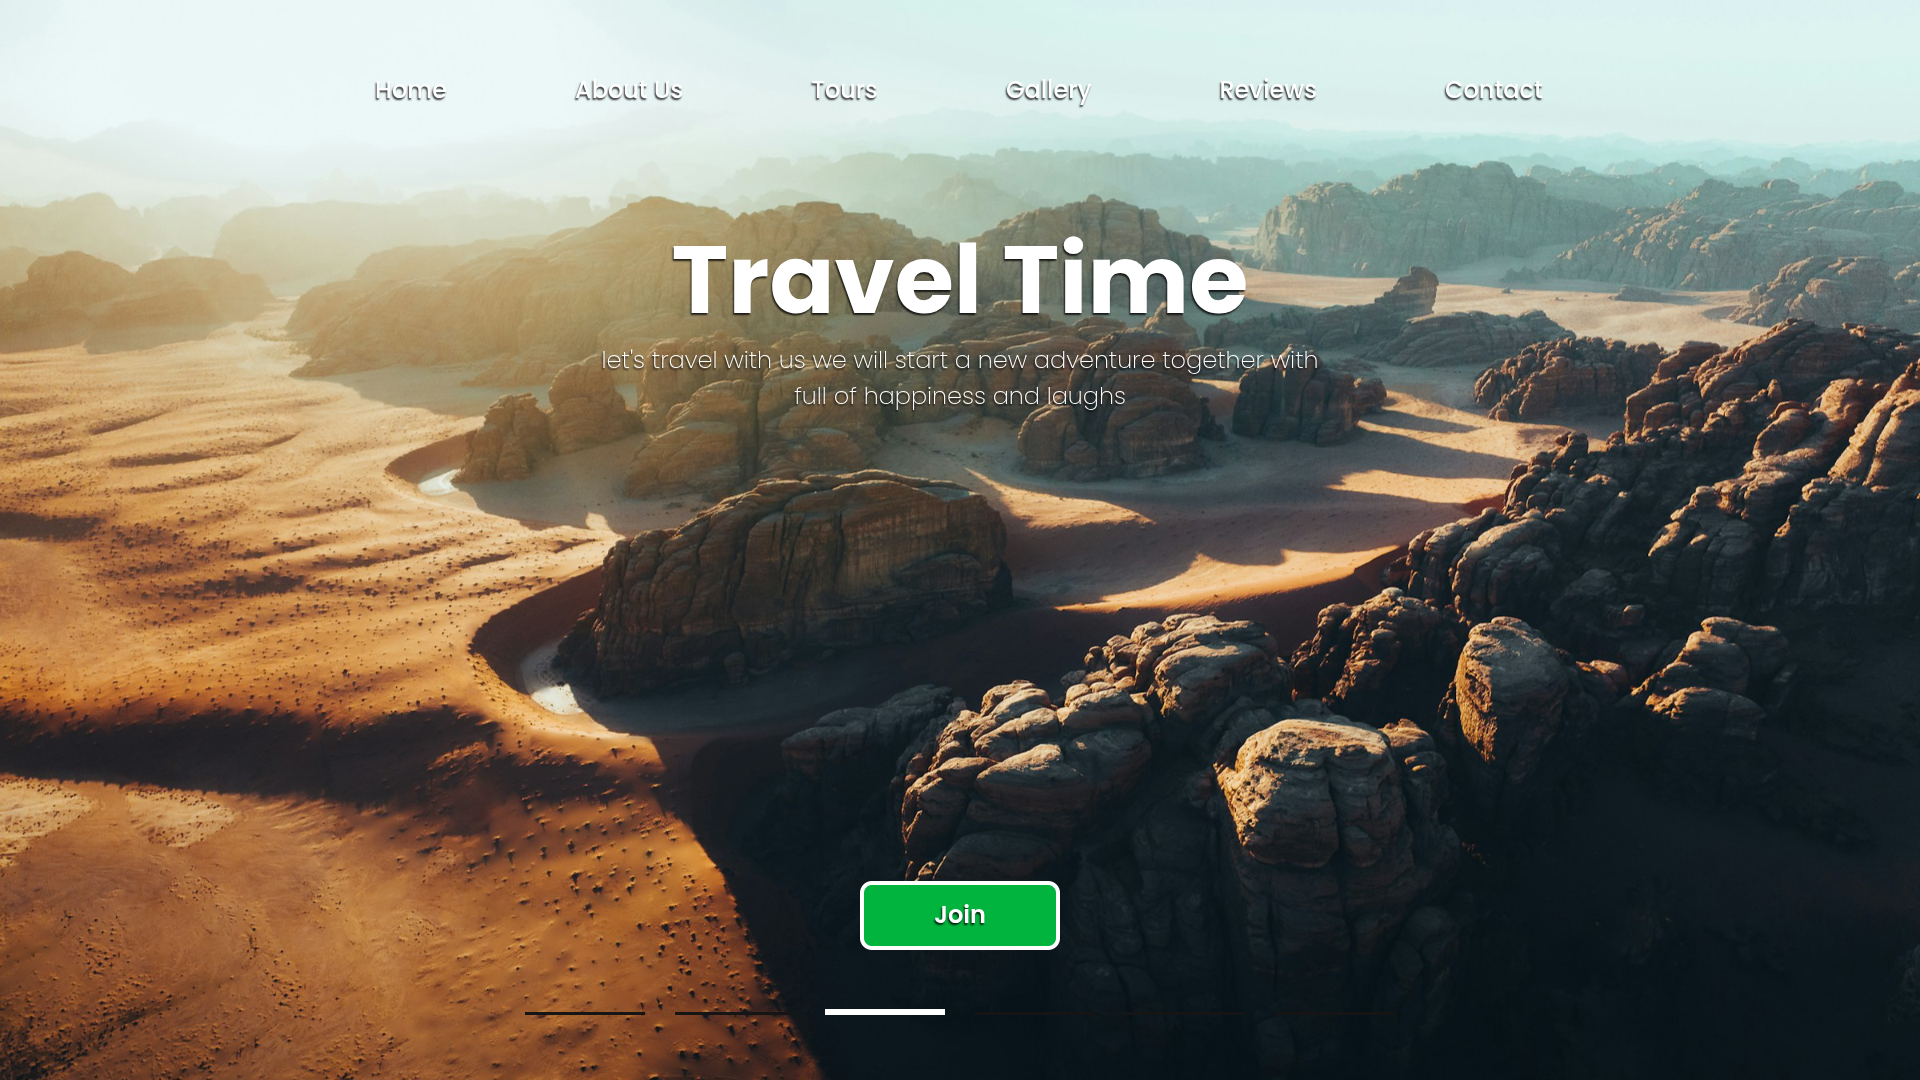 Home About Us Tours Gallery Reviews Contact
Travel Time
let's travel with us we will start a new adventure together with
full of happiness and laughs
Join